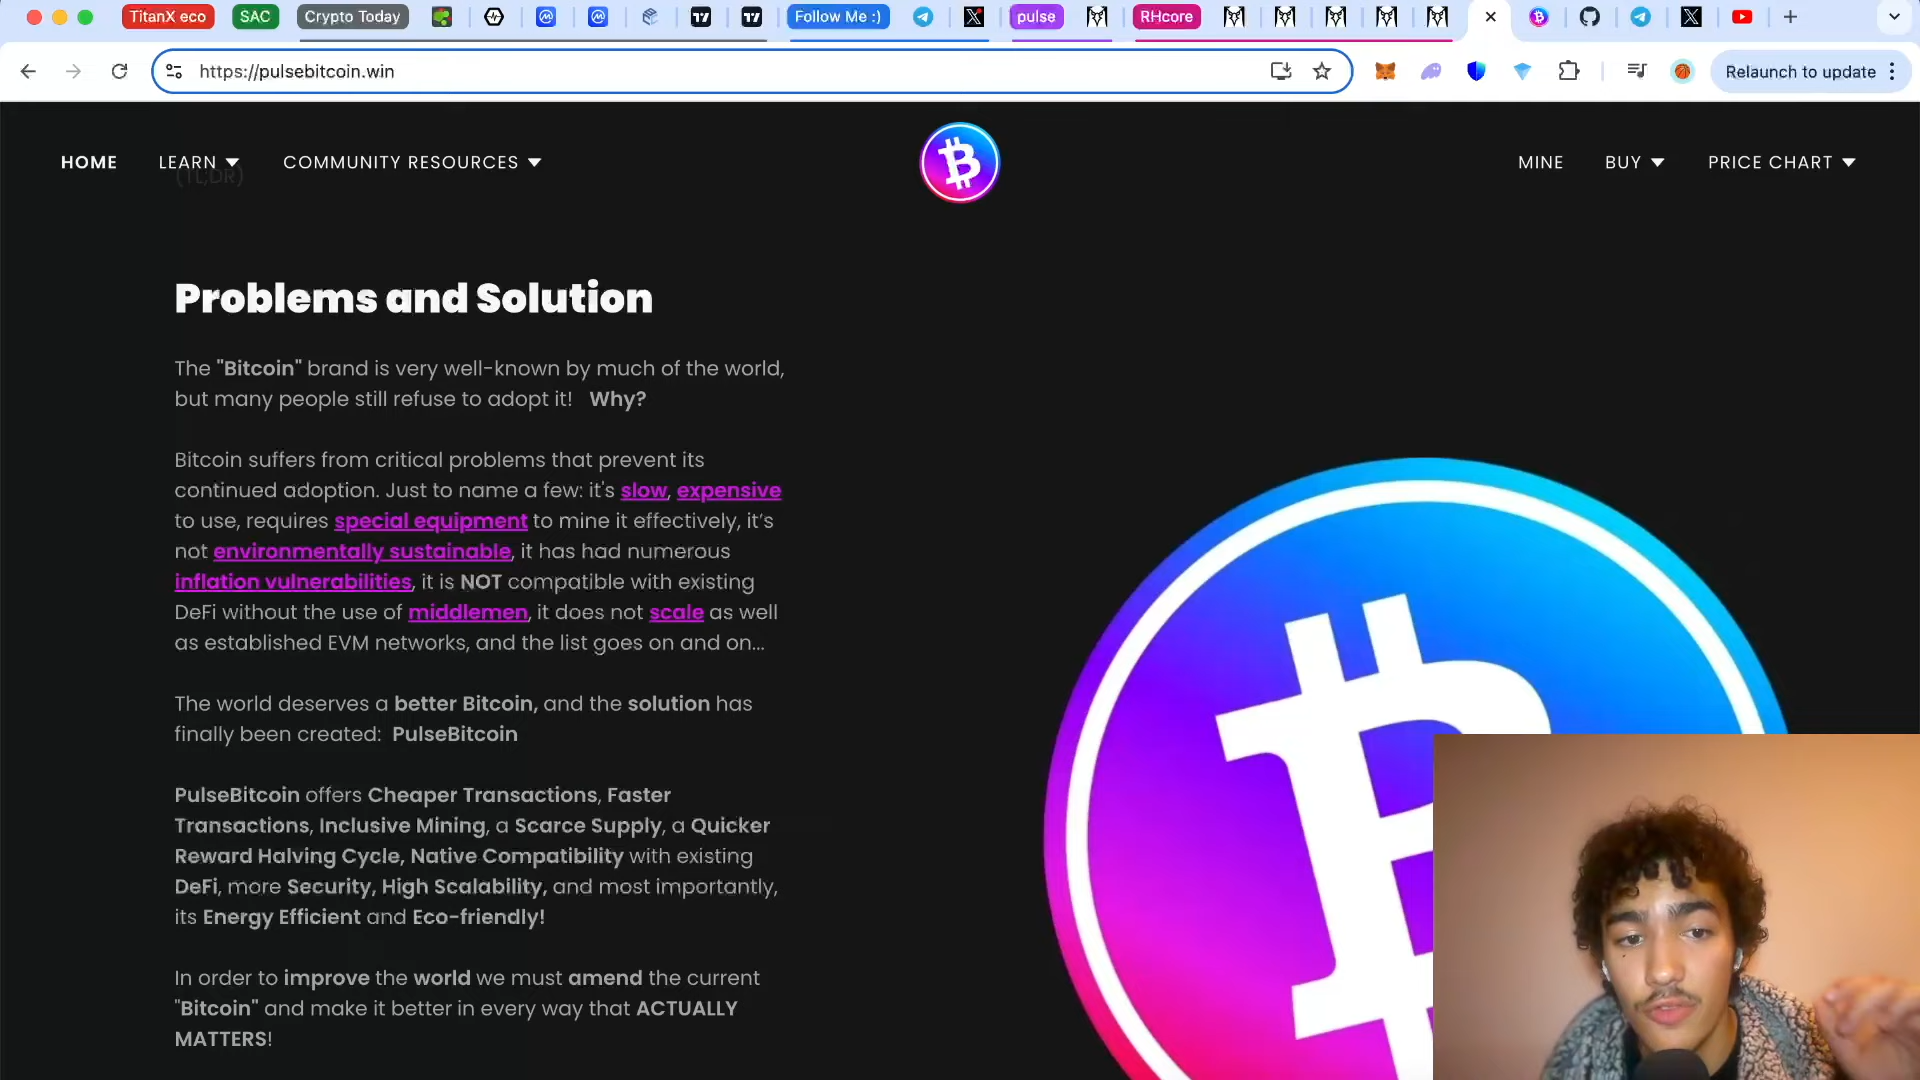 TitanX eco
SAC
Crypto Today
Follow Me :)
pulse
RHcore
https://pulsebitcoin.win
Relaunch to update
HOME
LEARN
COMMUNITY RESOURCES
MINE
BUY
PRICE CHART
(TL;DR)
Problems and Solution
The "Bitcoin" brand is very well-known by much of the world,
but many people still refuse to adopt it! Why?
Bitcoin suffers from critical problems that prevent its
continued adoption. Just to name a few: it's slow, expensive
to use, requires special equipment to mine it effectively, it's
not environmentally sustainable, it has had numerous
inflation vulnerabilities, it is NOT compatible with existing
DeFi without the use of middlemen, it does not scale as well
as established EVM networks, and the list goes on and on...
The world deserves a better Bitcoin, and the solution has
finally been created: PulseBitcoin
PulseBitcoin offers Cheaper Transactions, Faster
Transactions, Inclusive Mining, a Scarce Supply, a Quicker
Reward Halving Cycle, Native Compatibility with existing
DeFi, more Security, High Scalability, and most importantly,
its Energy Efficient and Eco-friendly!
In order to improve the world we must amend the current
"Bitcoin" and make it better in every way that ACTUALLY
MATTERS!